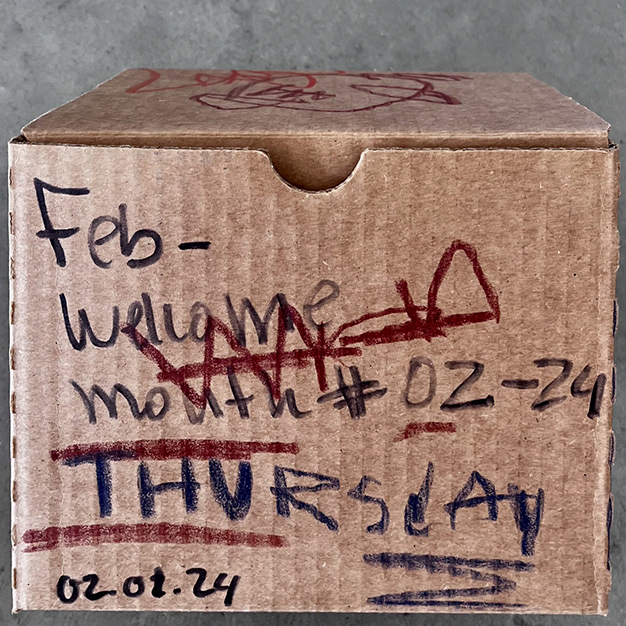 Feb-
Welcome
month # 02-24
THURSdAy
02.01.24